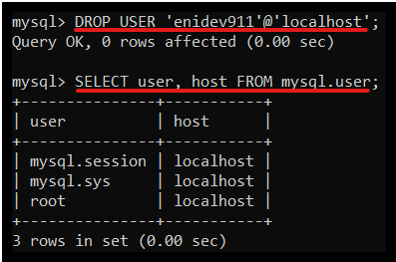 mysql> DROP USER 'enidev911'@'localhost';
Query OK, 0 rows affected (0.00 sec)
mysql> SELECT user, host FROM mysql.user;
+---------------+-----------+
| user          | host      |
+---------------+-----------+
| mysql.session | localhost |
| mysql.sys     | localhost |
| root          | localhost |
+---------------+-----------+
3 rows in set (0.00 sec)